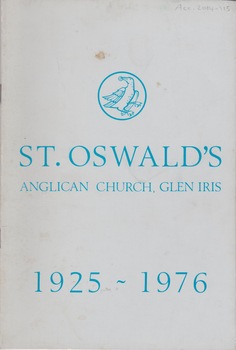 ST. OSWALD'S
ANGLICAN CHURCH, GLEN IRIS
1925 ~ 1976